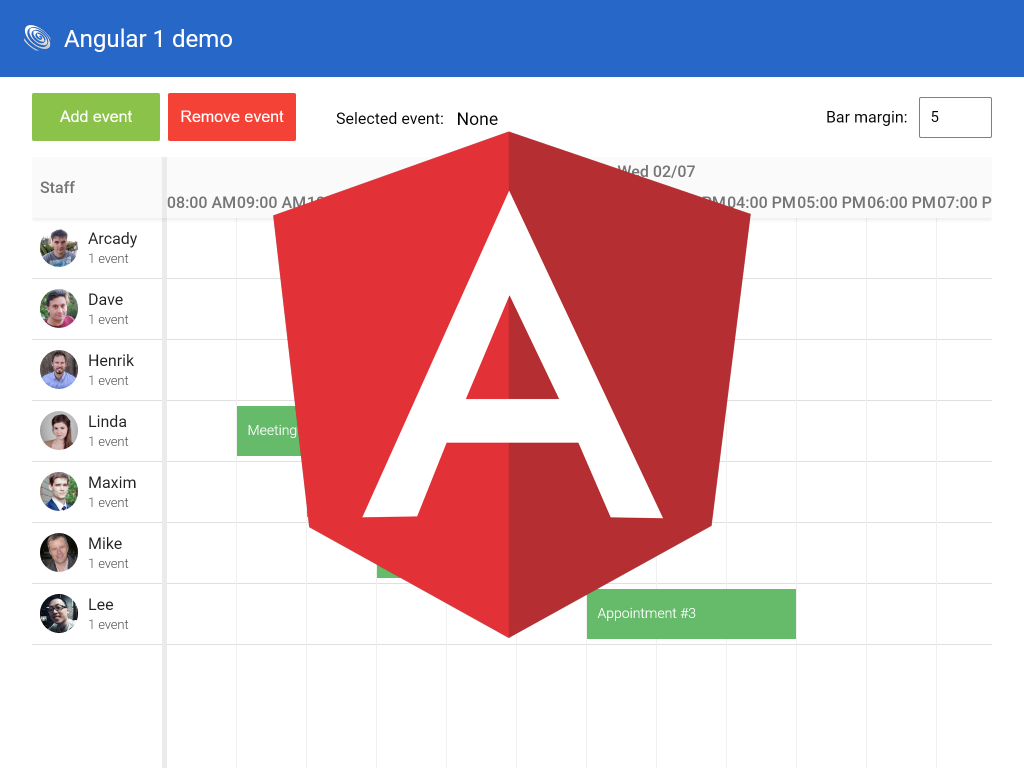 Angular 1 demo
Add event Remove event Selected event: None Bar margin: 5
Wed 02/07
Staff
08:00 AM 09:00 AM 04:00 PM 05:00 PM 06:00 PM 07:00 P
Arcady
1 event
Dave
1 event
Henrik
1 event
Linda
1 event
Meeting
Maxim
1 event
Mike
1 event
Lee
1 event
Appointment #3
A